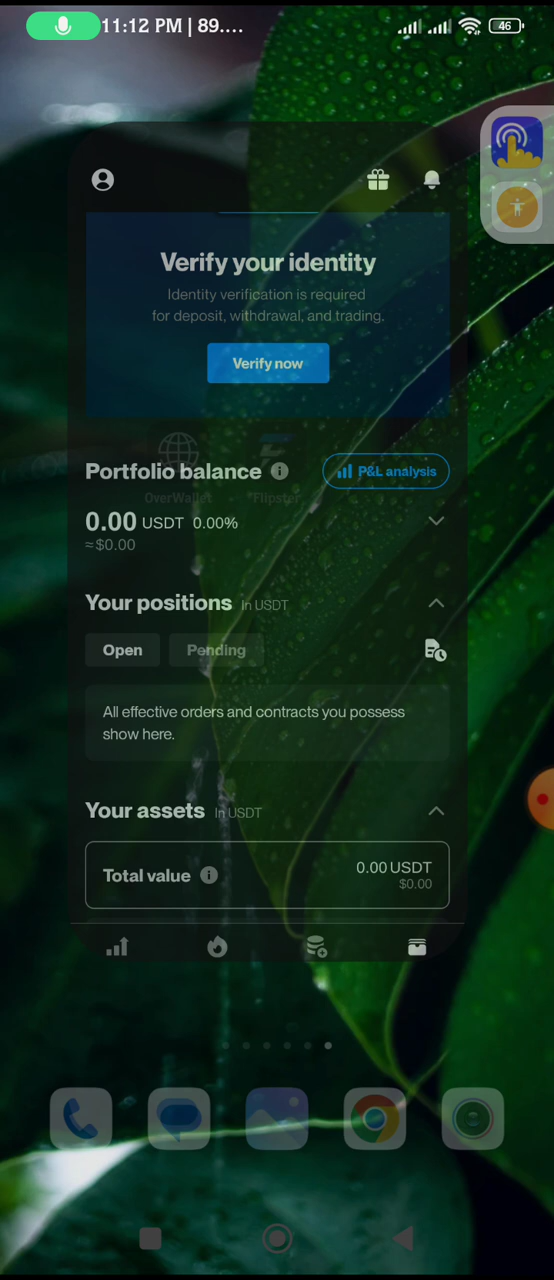 11:12 PM | 89....
46
Verify your identity
Identity verification is required
for deposit, withdrawal, and trading.
Verify now
OverWallet Flipster
Portfolio balance P&L analysis
0.00 USDT 0.00%
≈$0.00
Your positions In USDT
Open Pending
All effective orders and contracts you possess
show here.
Your assets In USDT
Total value 0.00 USDT
$0.00